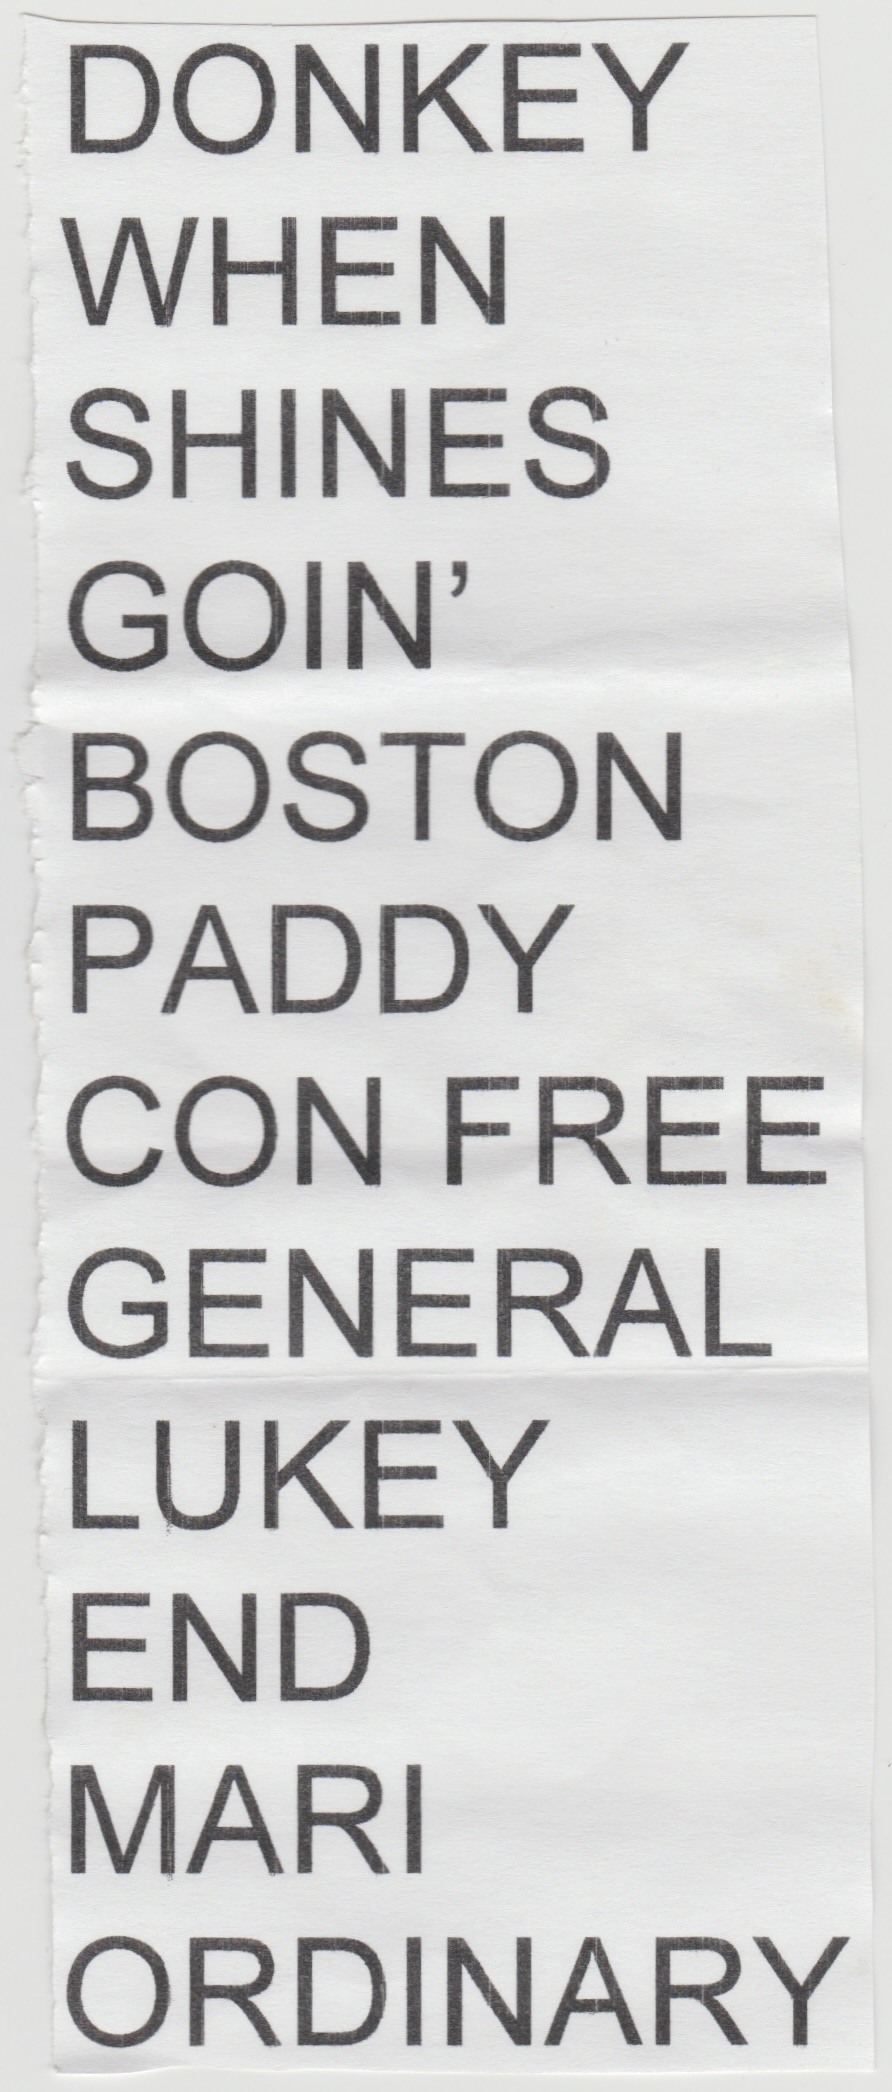 DONKEY
WHEN
SHINES
GOIN’
BOSTON
PADDY
CON FREE
GENERAL
LUKEY
END
MARI
ORDINARY